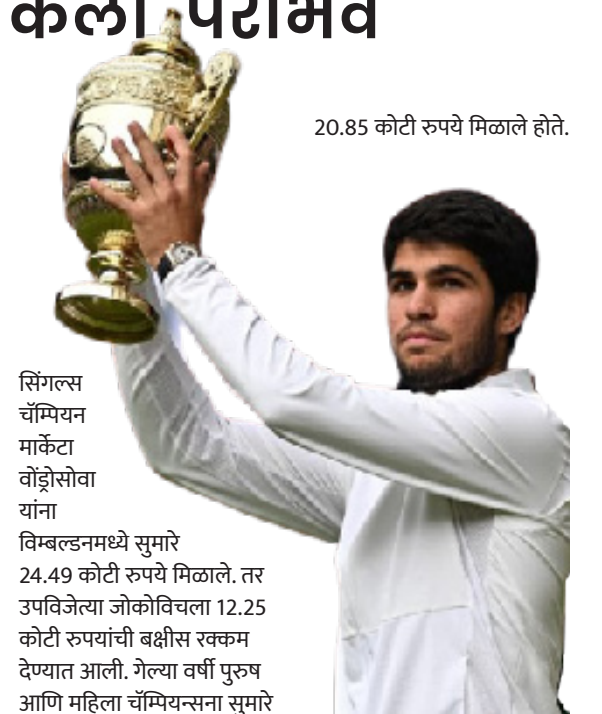 केला पराभव
सिंगल्स
चॅम्पियन
मार्केटा
वोंड्रोसोवा
यांना
विम्बल्डनमध्ये सुमारे
24.49 कोटी रुपये मिळाले. तर
उपविजेत्या जोकोविचला 12.25
कोटी रुपयांची बक्षीस रक्कम
देण्यात आली. गेल्या वर्षी पुरुष
आणि महिला चॅम्पियन्सना सुमारे
20.85 कोटी रुपये मिळाले होते.